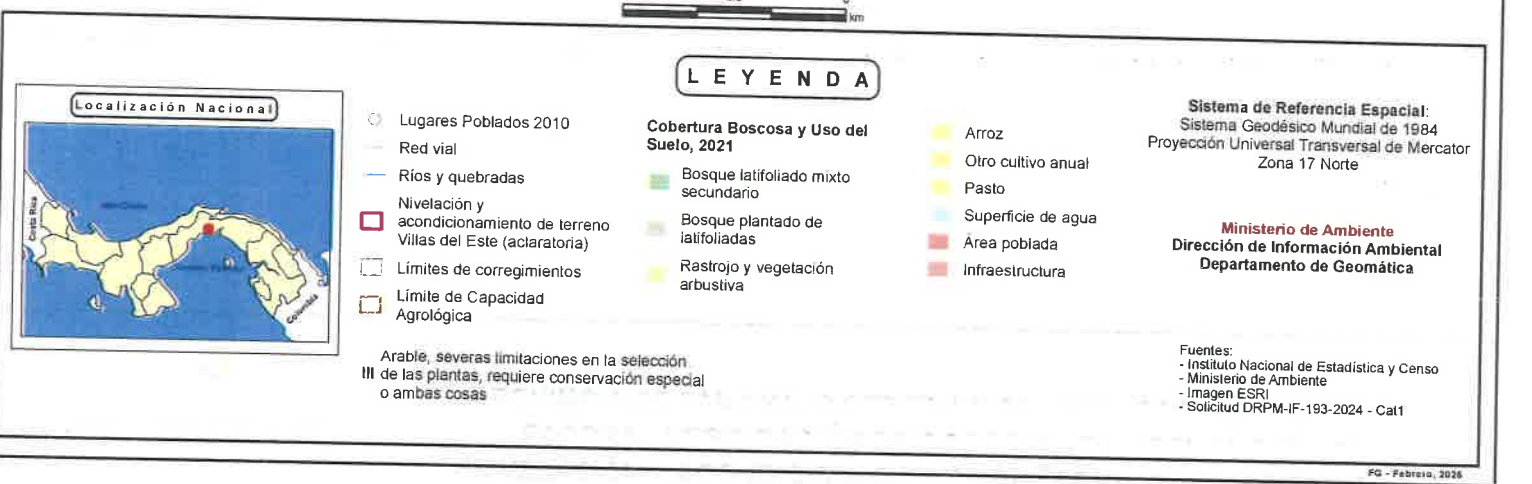 km
L E Y E N D A
Localización Nacional
Costa Rica
Colombia
Lugares Poblados 2010
Red vial
Ríos y quebradas
Nivelación y
acondicionamiento de terreno
Villas del Este (aclaratoria)
Límites de corregimientos
Límite de Capacidad
Agrológica
Arable, severas limitaciones en la selección
III de las plantas, requiere conservación especial
o ambas cosas
Cobertura Boscosa y Uso del
Suelo, 2021
Bosque latifoliado mixto
secundario
Bosque plantado de
latifoliadas
Rastrojo y vegetación
arbustiva
Arroz
Otro cultivo anual
Pasto
Superficie de agua
Área poblada
Infraestructura
Sistema de Referencia Espacial:
Sistema Geodésico Mundial de 1984
Proyección Universal Transversal de Mercator
Zona 17 Norte
Ministerio de Ambiente
Dirección de Información Ambiental
Departamento de Geomática
Fuentes:
- Instituto Nacional de Estadística y Censo
- Ministerio de Ambiente
- Imagen ESRI
- Solicitud DRPM-IF-193-2024 - Cat1
FG - Febrero, 2025